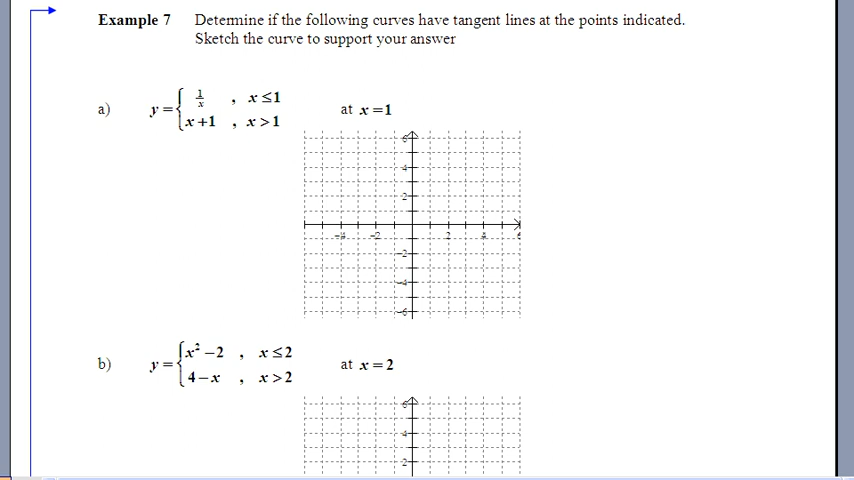 Example 7 Determine if the following curves have tangent lines at the points indicated.
Sketch the curve to support your answer
a) y = { 1/x , x ≤ 1 at x = 1
x + 1 , x > 1
6
4
2
-4 -2 2 4 6
-2
-4
-6
b) y = { x² − 2 , x ≤ 2 at x = 2
4 − x , x > 2
6
4
2